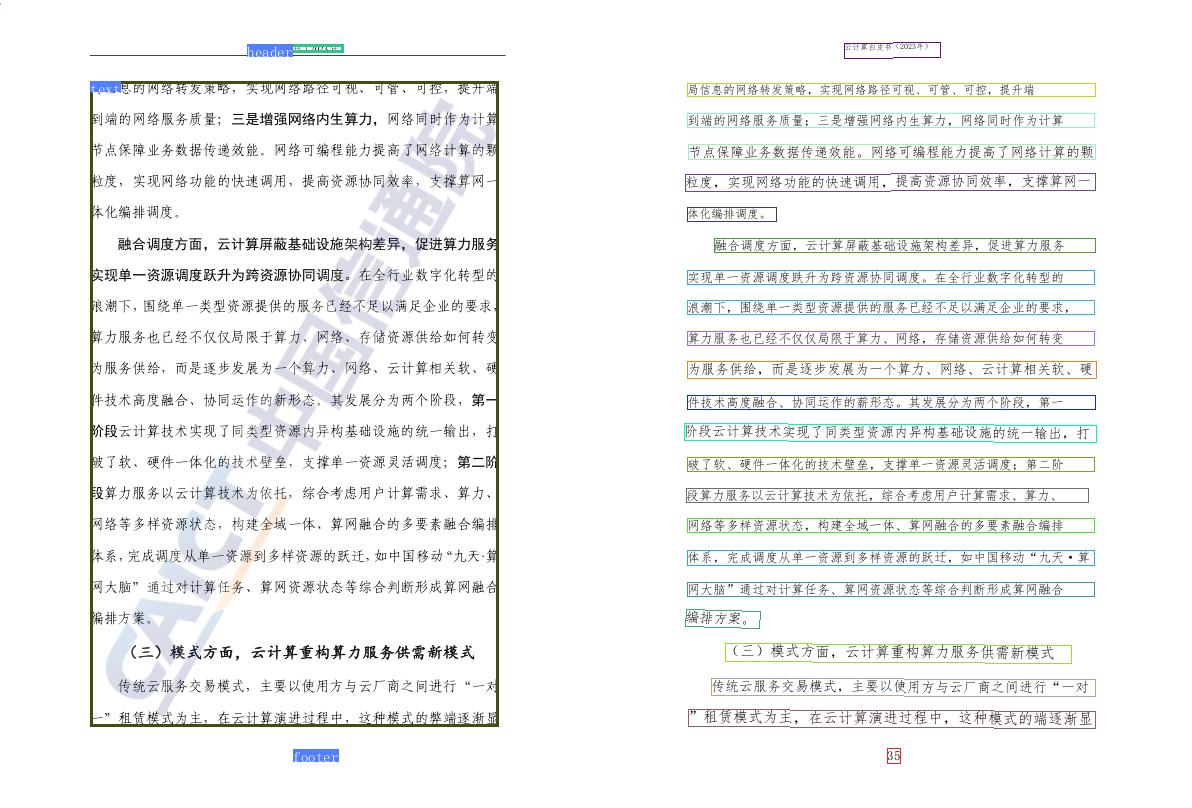 header
text
息的网络转发策略，实现网络路径可视、可管、可控，提升端
到端的网络服务质量；三是增强网络内生算力，网络同时作为计算
节点保障业务数据传递效能。网络可编程能力提高了网络计算的颗
粒度，实现网络功能的快速调用，提高资源协同效率，支撑算网一
体化编排调度。
融合调度方面，云计算屏蔽基础设施架构差异，促进算力服务
实现单一资源调度跃升为跨资源协同调度。在全行业数字化转型的
浪潮下，围绕单一类型资源提供的服务已经不足以满足企业的要求，
算力服务也已经不仅仅局限于算力、网络、存储资源供给如何转变
为服务供给，而是逐步发展为一个算力、网络、云计算相关软、硬
件技术高度融合、协同运作的新形态。其发展分为两个阶段，第一
阶段云计算技术实现了同类型资源内异构基础设施的统一输出，打
破了软、硬件一体化的技术壁垒，支撑单一资源灵活调度；第二阶
段算力服务以云计算技术为依托，综合考虑用户计算需求、算力、
网络等多样资源状态，构建全域一体、算网融合的多要素融合编排
体系，完成调度从单一资源到多样资源的跃迁，如中国移动“九天·算
网大脑”通过对计算任务、算网资源状态等综合判断形成算网融合
编排方案。
（三）模式方面，云计算重构算力服务供需新模式
传统云服务交易模式，主要以使用方与云厂商之间进行“一对
一”租赁模式为主，在云计算演进过程中，这种模式的弊端逐渐显
footer
CAICT 中国信通院
云计算白皮书（2023年）
局信息的网络转发策略，实现网络路径可视、可管、可控，提升端
到端的网络服务质量；三是增强网络内生算力，网络同时作为计算
节点保障业务数据传递效能。网络可编程能力提高了网络计算的颗
粒度，实现网络功能的快速调用，提高资源协同效率，支撑算网一
体化编排调度。
融合调度方面，云计算屏蔽基础设施架构差异，促进算力服务
实现单一资源调度跌升为跨资源协同调度。在全行业数字化转型的
浪潮下，围绕单一类型资源提供的服务已经不足以满足企业的要求，
算力服务也已经不仅仅局限于算力、网络，存储资源供给如何转变
为服务供给，而是逐步发展为一个算力、网络、云计算相关软、硬
件技术高度融合、协同运作的薪形态。其发展分为两个阶段，第一
阶段云计算技术实现了同类型资源内异构基础设施的统一输出，打
破了软、硬件一体化的技术壁垒，支撑单一资源灵活调度；第二阶
段算力服务以云计算技术为依托，综合考虑用户计算需求、算力、
网络等多样资源状态，构建全域一体、算网融合的多要素融合编排
体系，完成调度从单一资源到多样资源的跃迁，如中国移动“九天·算
网大脑”通过对计算任务、算网资源状态等综合判断形成算网融合
编排方案。
（三）模式方面，云计算重构算力服务供需新模式
传统云服务交易模式，主要以使用方与云厂商之间进行“一对
”租赁模式为主，在云计算演进过程中，这种模式的端逐渐显
35